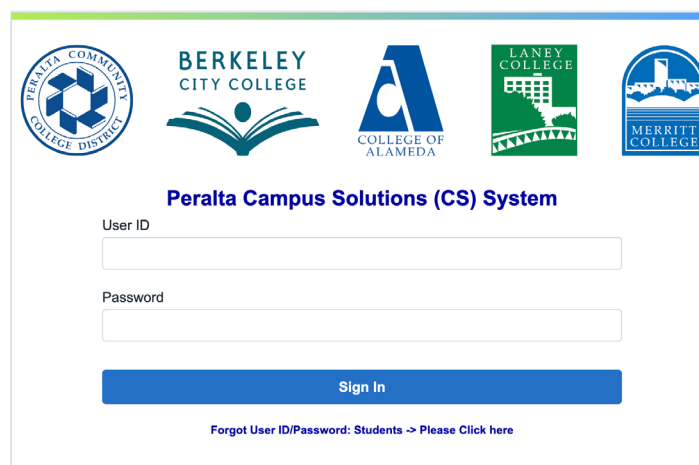 PERALTA COMMUNITY
COLLEGE DISTRICT
BERKELEY
CITY COLLEGE
COLLEGE OF
ALAMEDA
LANEY
COLLEGE
MERRITT
COLLEGE
Peralta Campus Solutions (CS) System
User ID
Password
Sign In
Forgot User ID/Password: Students -> Please Click here